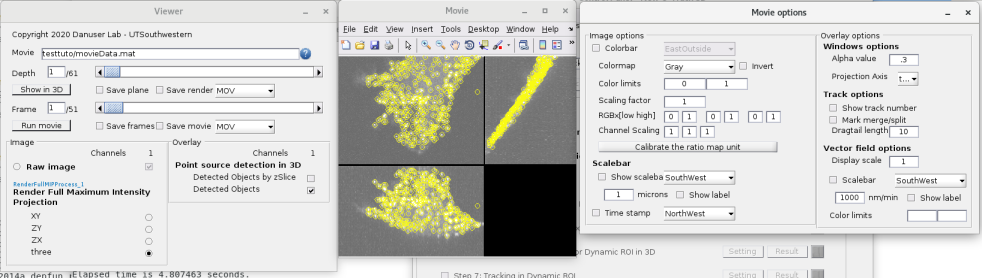 Viewer
Copyright 2020 Danuser Lab - UTSouthwestern
Movie testtuto/movieData.mat ?
Depth 1 /61
Show in 3D Save plane Save render MOV
Frame 1 /51
Run movie Save frames Save movie MOV
Image
Channels 1
Raw image
RenderFullMIPProcess_1
Render Full Maximum Intensity
Projection
XY
ZY
ZX
three
Overlay
Channels 1
Point source detection in 3D
Detected Objects by zSlice
Detected Objects
Movie
File Edit View Insert Tools Desktop Window Help
Movie options
Image options
Colorbar EastOutside
Colormap Gray Invert
Color limits 0 1
Scaling factor 1
RGBx[low high] 0 1 0 1 0 1
Channel Scaling 1 1 1
Calibrate the ratio map unit
Scalebar
Show scaleba SouthWest
1 microns Show label
Time stamp NorthWest
Overlay options
Windows options
Alpha value .3
Projection Axis t...
Track options
Show track number
Mark merge/split
Dragtail length 10
Vector field options
Display scale 1
Scalebar SouthWest
1000 nm/min Show label
Color limits
or Dynamic ROI in 3D Setting Result
Step 7: Tracking in Dynamic ROI Setting Result
Elapsed time is 4.807463 seconds.